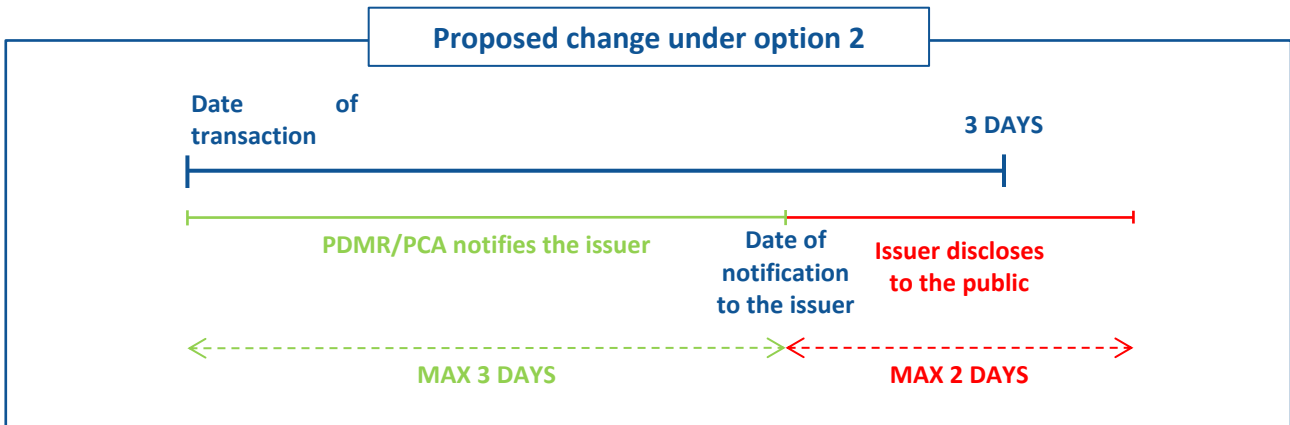 Proposed change under option 2
Date of
transaction
3 DAYS
PDMR/PCA notifies the issuer
Date of
notification
to the issuer
Issuer discloses
to the public
MAX 3 DAYS
MAX 2 DAYS